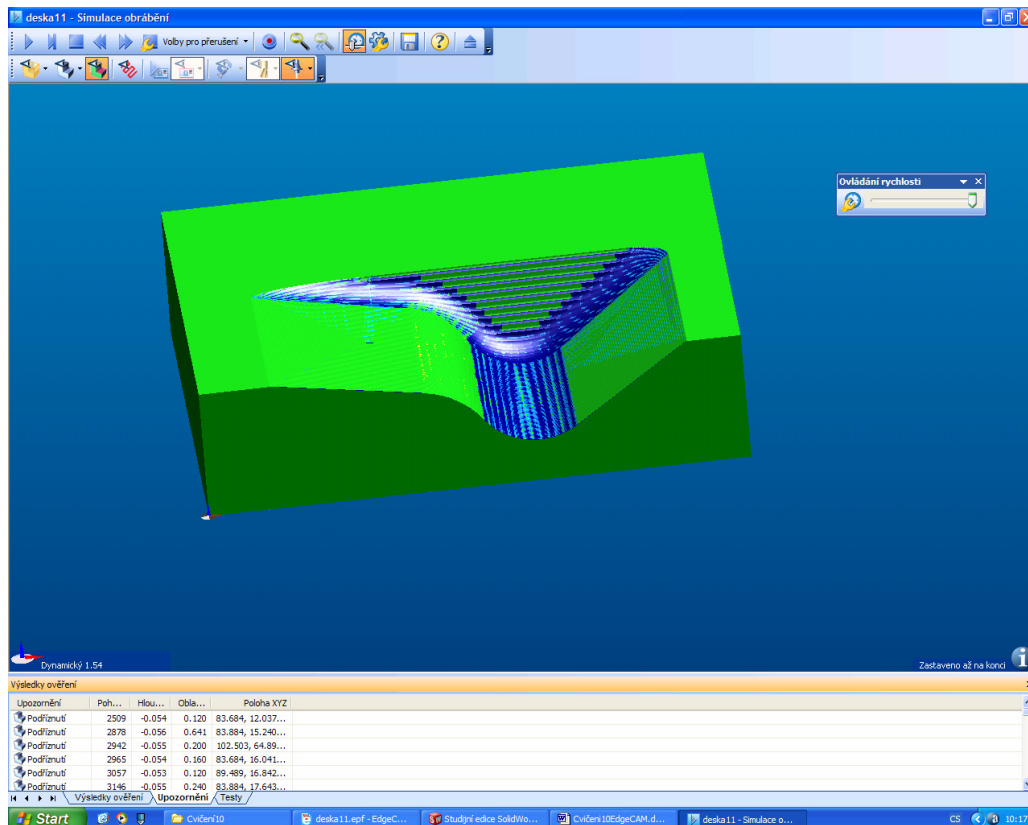 deska11 - Simulace obrábění
Volby pro přerušení
Ovládání rychlosti
Dynamický 1.54
Zastaveno až na konci
Výsledky ověření
Upozornění Poh... Hlou... Obla... Poloha XYZ
Podříznutí 2509 -0.054 0.120 83.684, 12.037...
Podříznutí 2878 -0.056 0.641 83.884, 15.240...
Podříznutí 2942 -0.055 0.200 102.503, 64.89...
Podříznutí 2965 -0.054 0.160 83.684, 16.041...
Podříznutí 3057 -0.053 0.120 89.489, 16.842...
Podříznutí 3146 -0.055 0.240 83.884, 17.643...
Výsledky ověření Upozornění Testy
Start Cvičení10 deska11.epf - EdgeC... Studijní edice SolidWo... Cvičeni10EdgeCAM.d... deska11 - Simulace o... CS 10:17